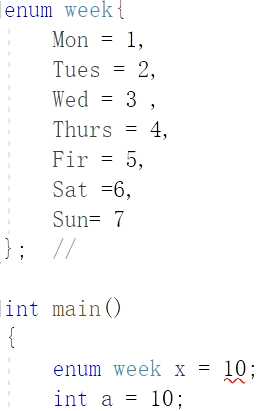 enum week{
Mon = 1,
Tues = 2,
Wed = 3 ,
Thurs = 4,
Fir = 5,
Sat =6,
Sun= 7
};  //
int main()
{
enum week x = 10;
int a = 10;